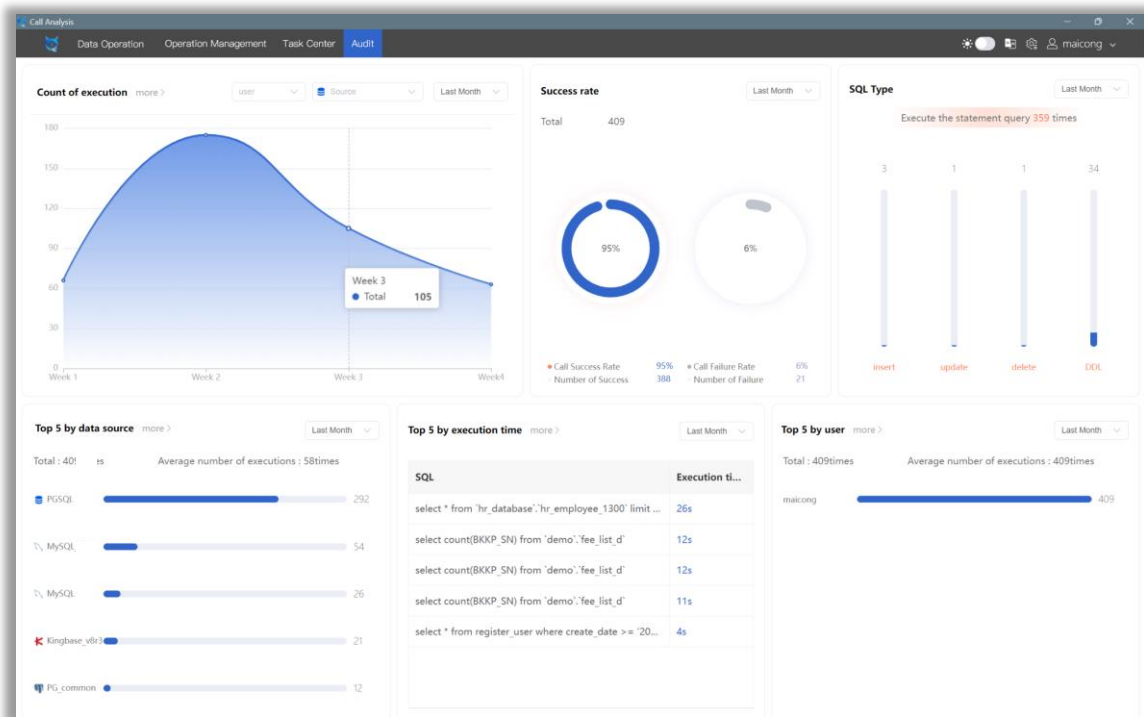 Call Analysis
Data Operation Operation Management Task Center Audit maicong
Count of execution more > user Source Last Month
180
150
120
90
60
30
0
Week 1 Week 2 Week 3 Week4
Week 3
Total 105
Success rate Last Month
Total 409
95% 6%
Call Success Rate 95% Call Failure Rate 6%
Number of Success 388 Number of Failure 21
SQL Type Last Month
Execute the statement query 359 times
3 1 1 34
insert update delete DDL
Top 5 by data source more > Last Month
Total : 40 es Average number of executions : 58times
PGSQL 292
MySQL 54
MySQL 26
Kingbase_v8r3 21
PG_common 12
Top 5 by execution time more > Last Month
SQL Execution ti...
select * from `hr_database`.`hr_employee_1300` limit ... 26s
select count(BKKP_SN) from `demo`.`fee_list_d` 12s
select count(BKKP_SN) from `demo`.`fee_list_d` 12s
select count(BKKP_SN) from `demo`.`fee_list_d` 11s
select * from register_user where create_date >= '20... 4s
Top 5 by user more > Last Month
Total : 409times Average number of executions : 409times
maicong 409